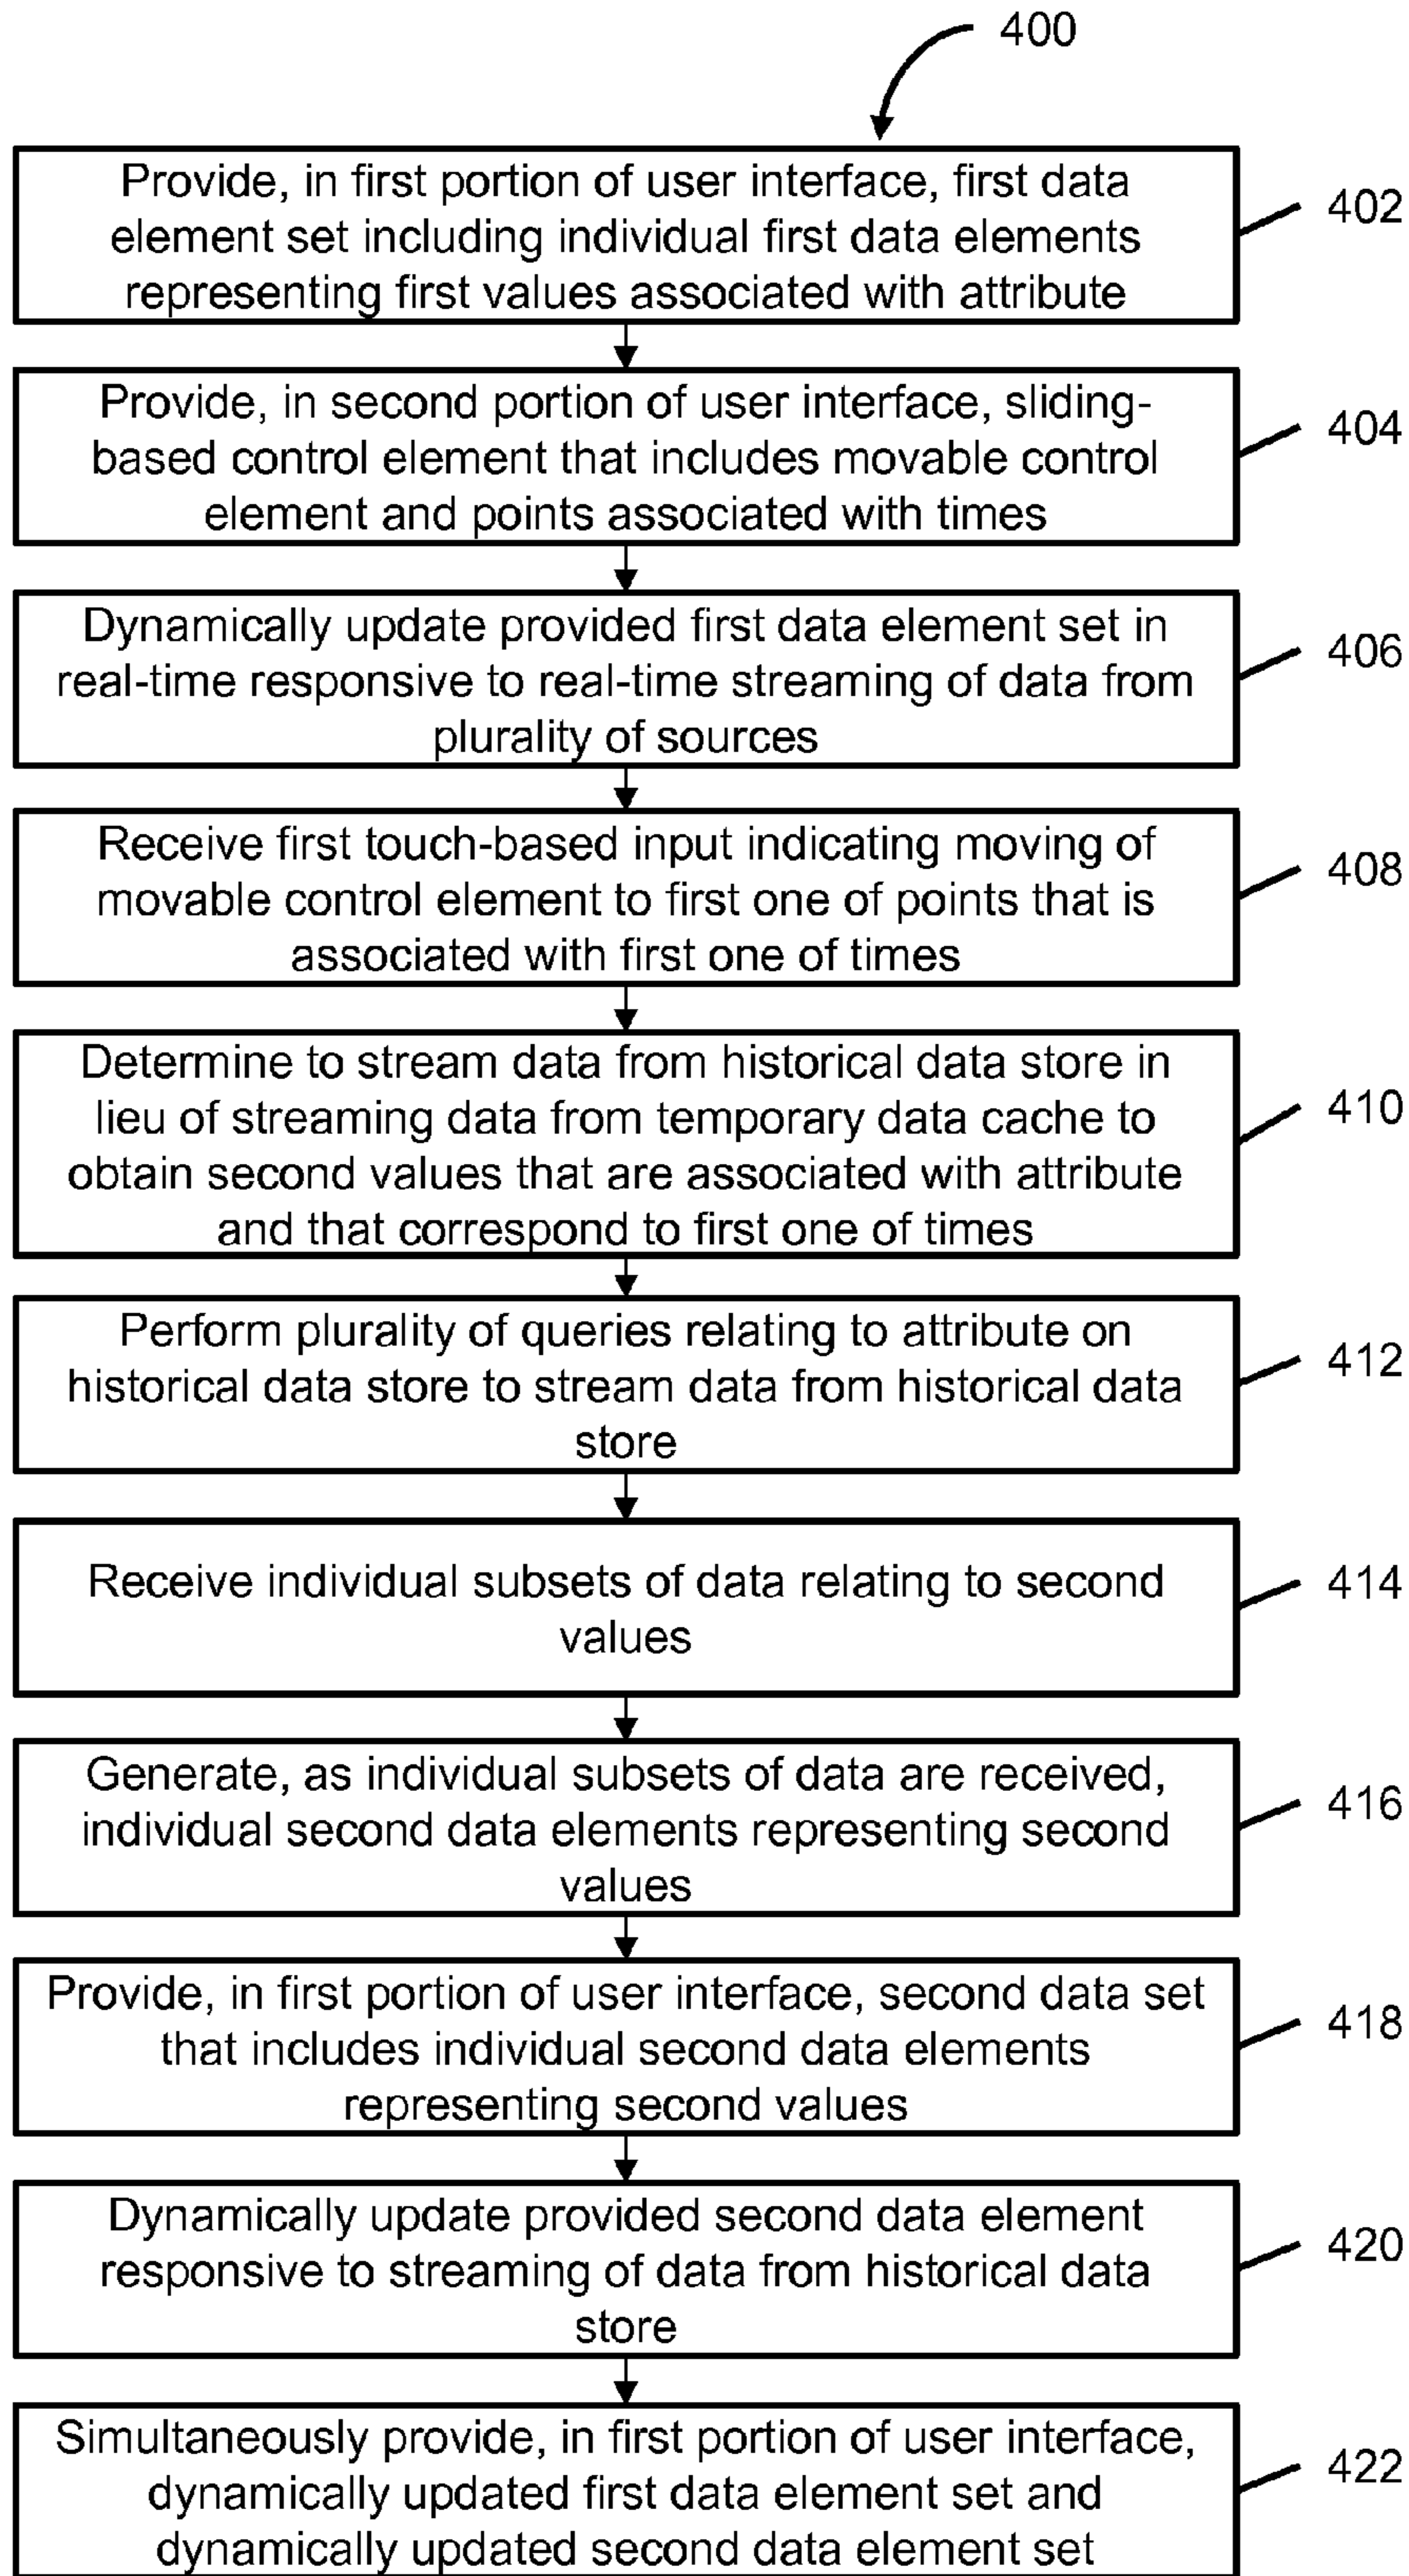 400
Provide, in first portion of user interface, first data
element set including individual first data elements
representing first values associated with attribute
402
Provide, in second portion of user interface, sliding-
based control element that includes movable control
element and points associated with times
404
Dynamically update provided first data element set in
real-time responsive to real-time streaming of data from
plurality of sources
406
Receive first touch-based input indicating moving of
movable control element to first one of points that is
associated with first one of times
408
Determine to stream data from historical data store in
lieu of streaming data from temporary data cache to
obtain second values that are associated with attribute
and that correspond to first one of times
410
Perform plurality of queries relating to attribute on
historical data store to stream data from historical data
store
412
Receive individual subsets of data relating to second
values
414
Generate, as individual subsets of data are received,
individual second data elements representing second
values
416
Provide, in first portion of user interface, second data set
that includes individual second data elements
representing second values
418
Dynamically update provided second data element
responsive to streaming of data from historical data
store
420
Simultaneously provide, in first portion of user interface,
dynamically updated first data element set and
dynamically updated second data element set
422